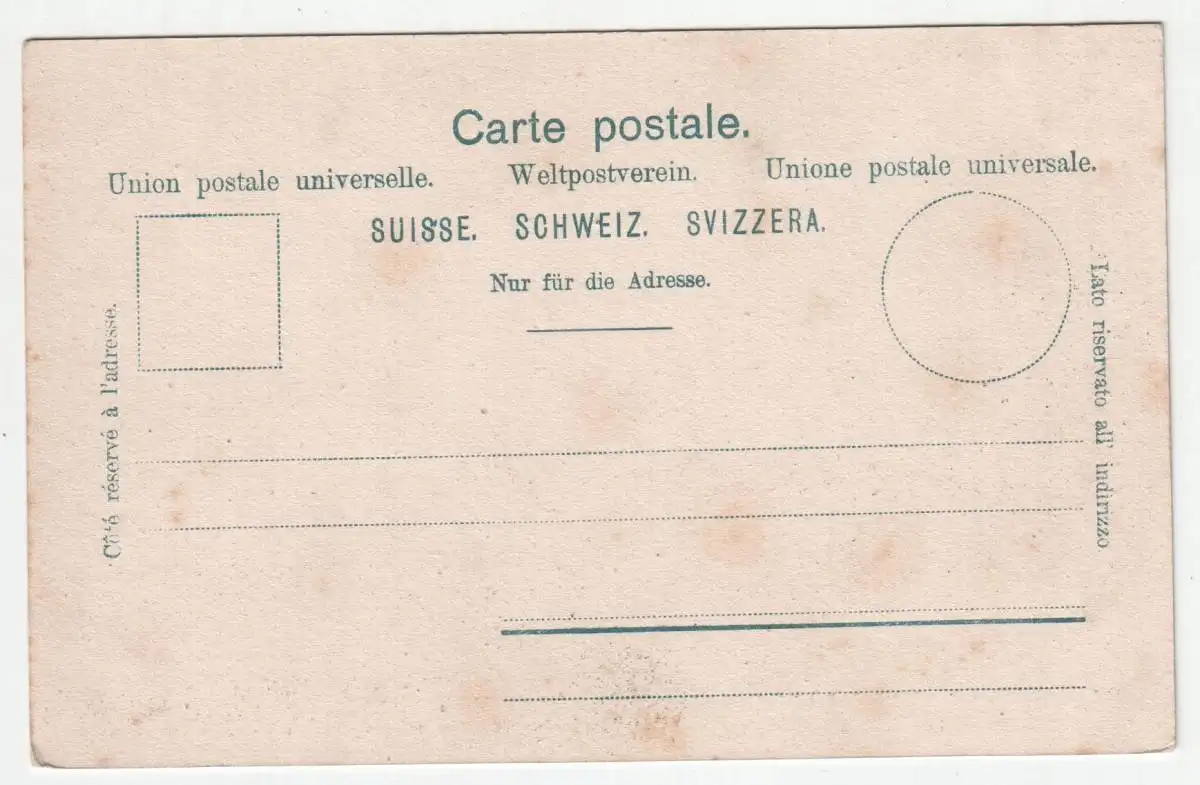 Carte postale.
Union postale universelle. Weltpostverein. Unione postale universale.
SUISSE. SCHWEIZ. SVIZZERA.
Nur für die Adresse.
Côté réservé à l'adresse.
Lato riservato all' indirizzo